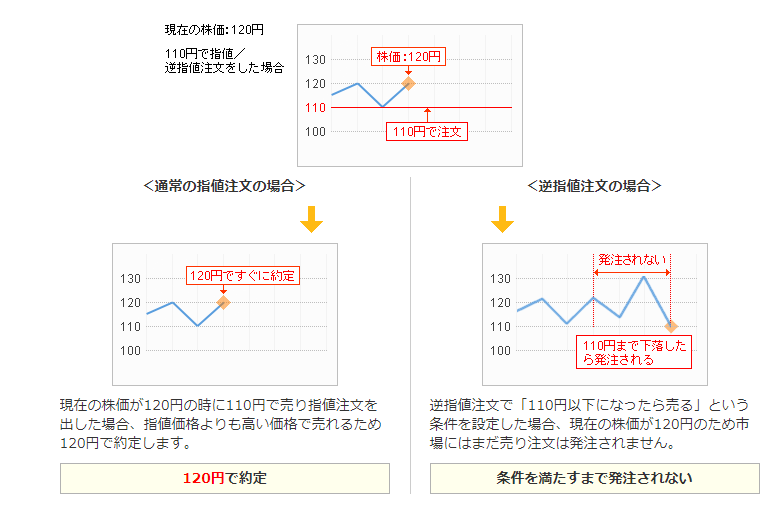 現在の株価:120円
110円で指値／
逆指値注文をした場合
130
120
110
100
株価:120円
110円で注文
＜通常の指値注文の場合＞
130
120
110
100
120円ですぐに約定
現在の株価が120円の時に110円で売り指値注文を
出した場合、指値価格よりも高い価格で売れるため
120円で約定します。
120円で約定
＜逆指値注文の場合＞
130
120
110
100
発注されない
110円まで下落した
ら発注される
逆指値注文で「110円以下になったら売る」という
条件を設定した場合、現在の株価が120円のため市
場にはまだ売り注文は発注されません。
条件を満たすまで発注されない